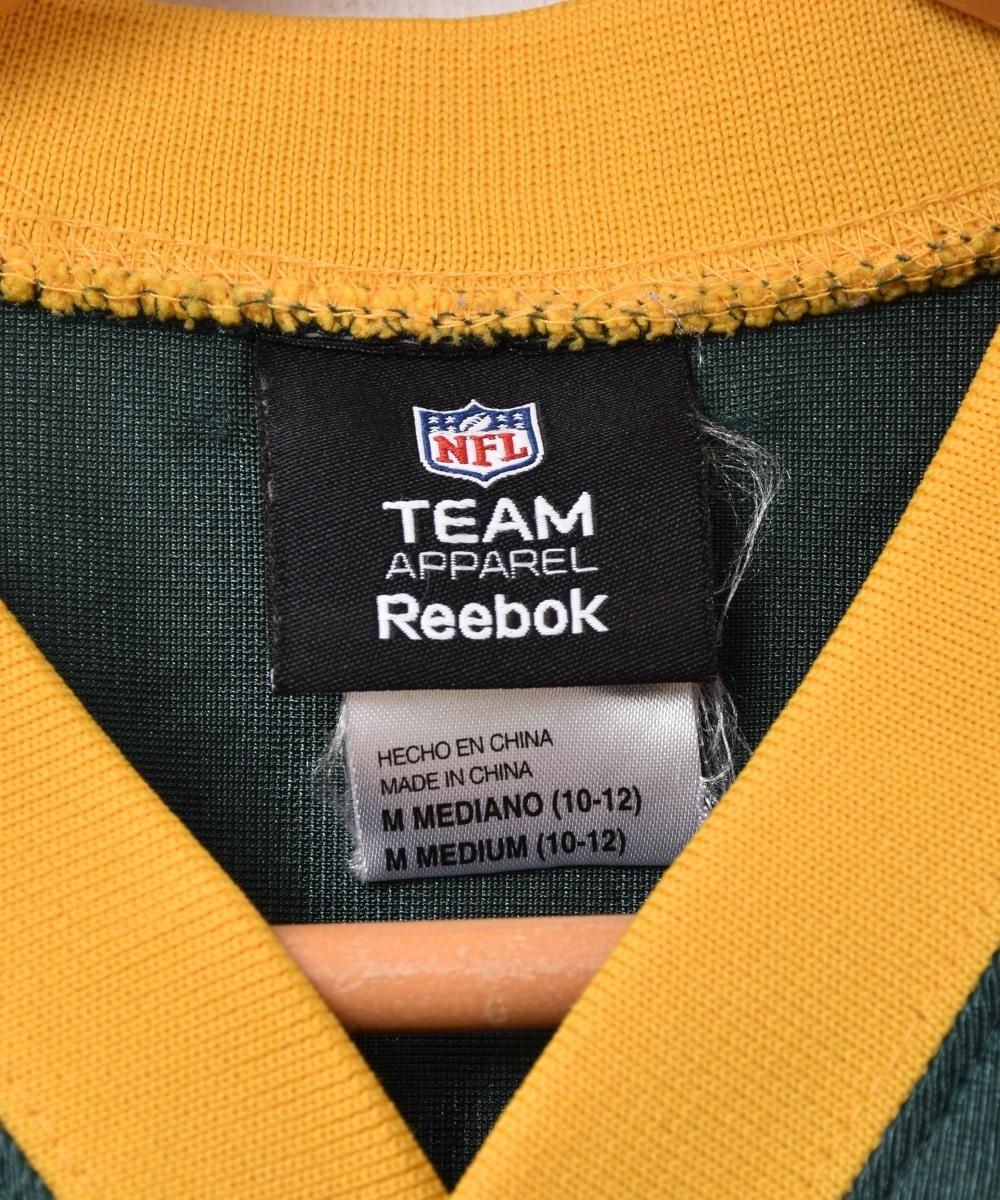 NFL
TEAM
APPAREL
Reebok
HECHO EN CHINA
MADE IN CHINA
M MEDIANO (10-12)
M MEDIUM (10-12)